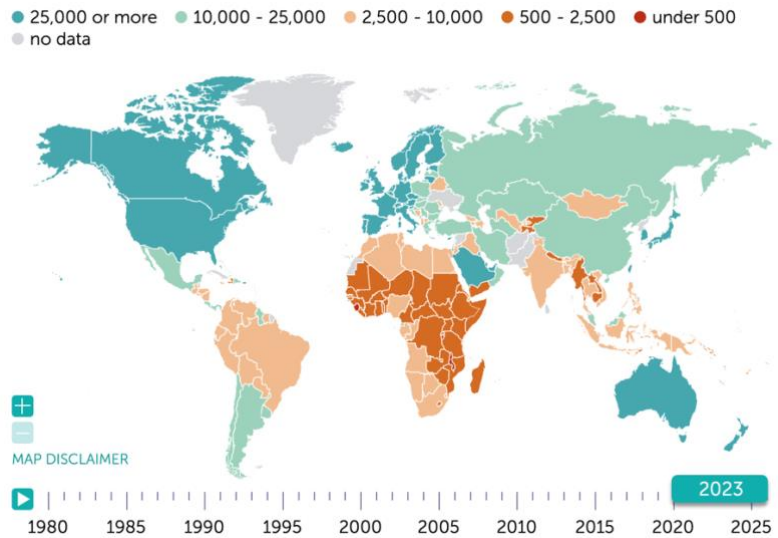 25,000 or more 10,000 - 25,000 2,500 - 10,000 500 - 2,500 under 500
no data
+
−
MAP DISCLAIMER
2023
1980 1985 1990 1995 2000 2005 2010 2015 2020 2025